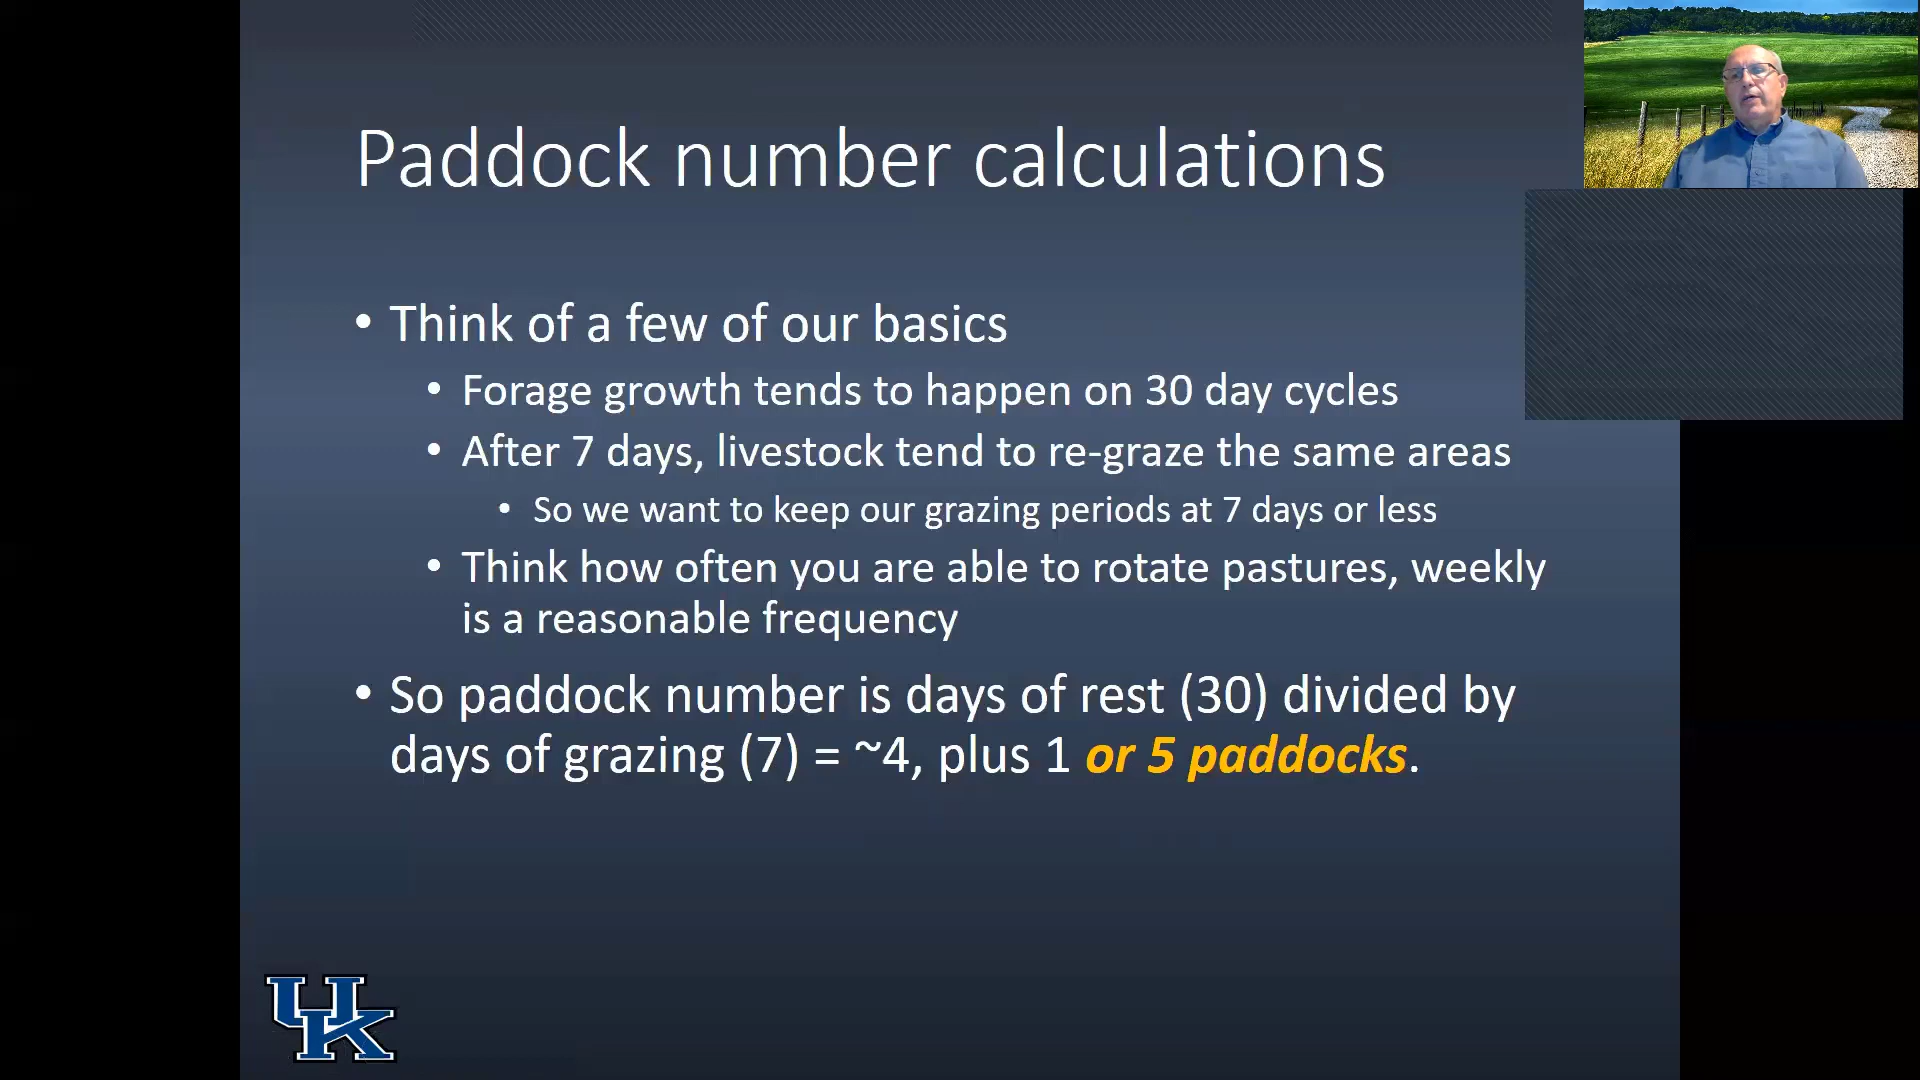 Paddock number calculations
• Think of a few of our basics
• Forage growth tends to happen on 30 day cycles
• After 7 days, livestock tend to re-graze the same areas
• So we want to keep our grazing periods at 7 days or less
• Think how often you are able to rotate pastures, weekly
is a reasonable frequency
• So paddock number is days of rest (30) divided by
days of grazing (7) = ~4, plus 1 or 5 paddocks.
UK